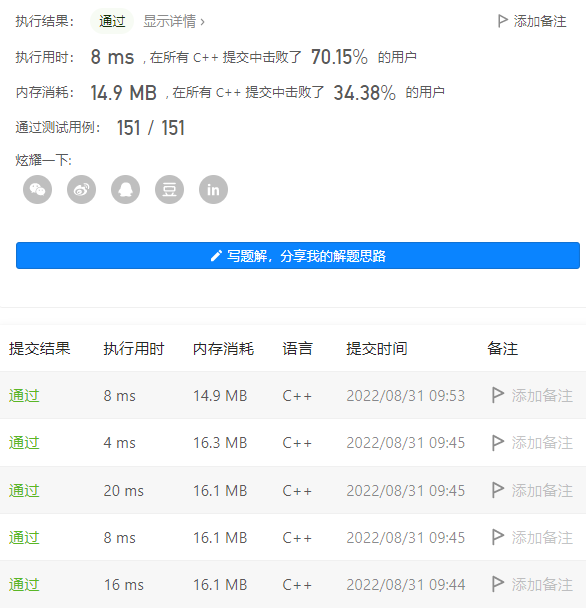 执行结果： 通过 显示详情 › 添加备注
执行用时： 8 ms , 在所有 C++ 提交中击败了 70.15% 的用户
内存消耗： 14.9 MB , 在所有 C++ 提交中击败了 34.38% 的用户
通过测试用例： 151 / 151
炫耀一下:
豆 in
写题解，分享我的解题思路
提交结果 执行用时 内存消耗 语言 提交时间 备注
通过 8 ms 14.9 MB C++ 2022/08/31 09:53 添加备注
通过 4 ms 16.3 MB C++ 2022/08/31 09:45 添加备注
通过 20 ms 16.1 MB C++ 2022/08/31 09:45 添加备注
通过 8 ms 16.1 MB C++ 2022/08/31 09:45 添加备注
通过 16 ms 16.1 MB C++ 2022/08/31 09:44 添加备注